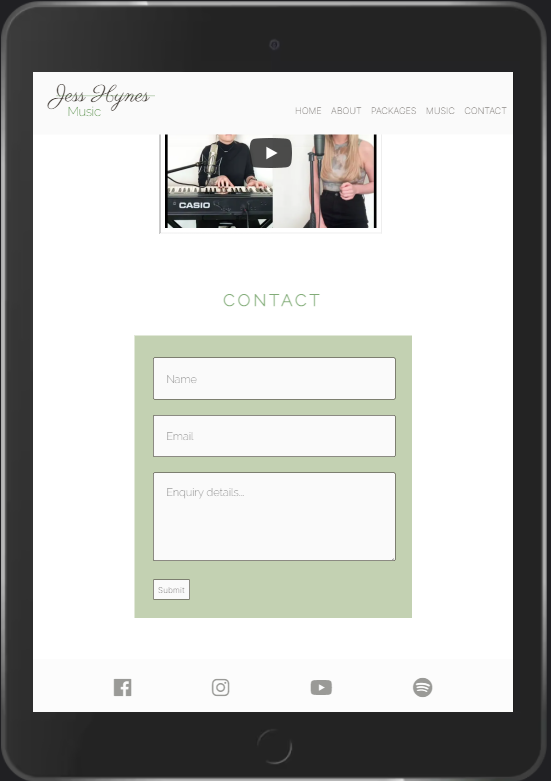 Jess Hynes
Music
HOME ABOUT PACKAGES MUSIC CONTACT
CASIO
CONTACT
Name
Email
Enquiry details...
Submit